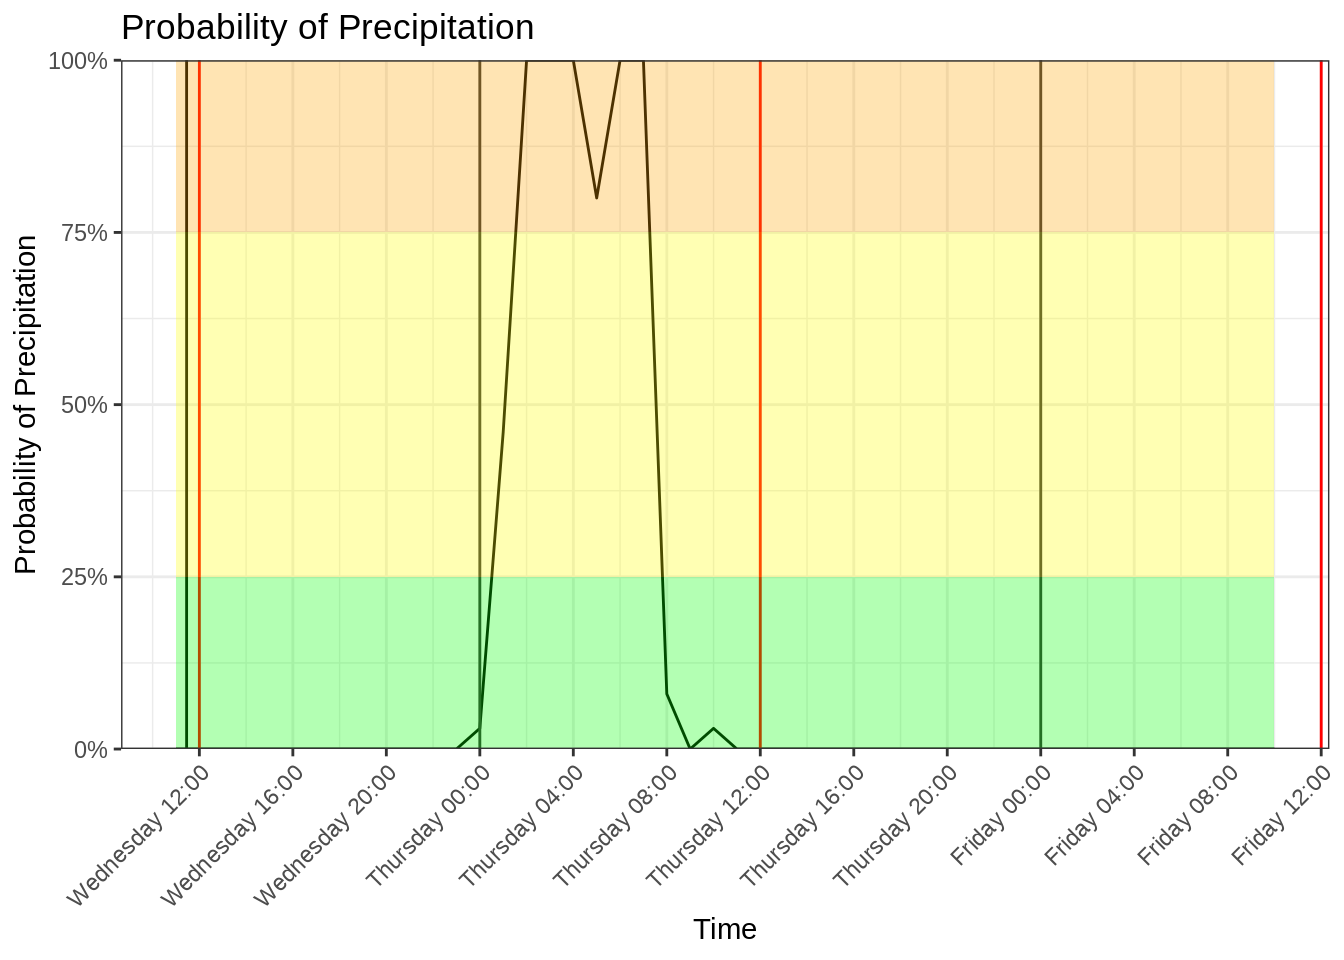 Probability of Precipitation
Probability of Precipitation
100%
75%
50%
25%
0%
Wednesday 12:00
Wednesday 16:00
Wednesday 20:00
Thursday 00:00
Thursday 04:00
Thursday 08:00
Thursday 12:00
Thursday 16:00
Thursday 20:00
Friday 00:00
Friday 04:00
Friday 08:00
Friday 12:00
Time